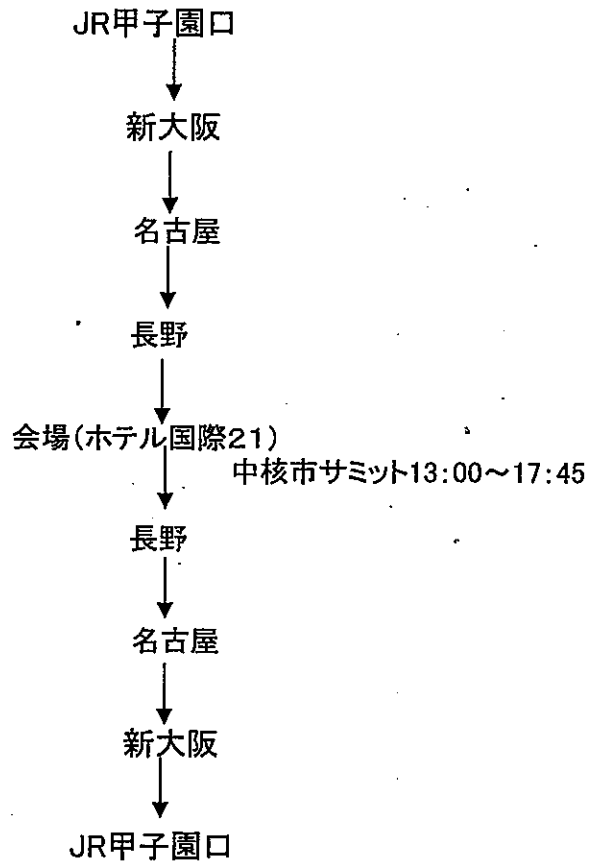 JR甲子園口
新大阪
名古屋
長野
会場(ホテル国際21)
中核市サミット13:00~17:45
長野
名古屋
新大阪
JR甲子園口